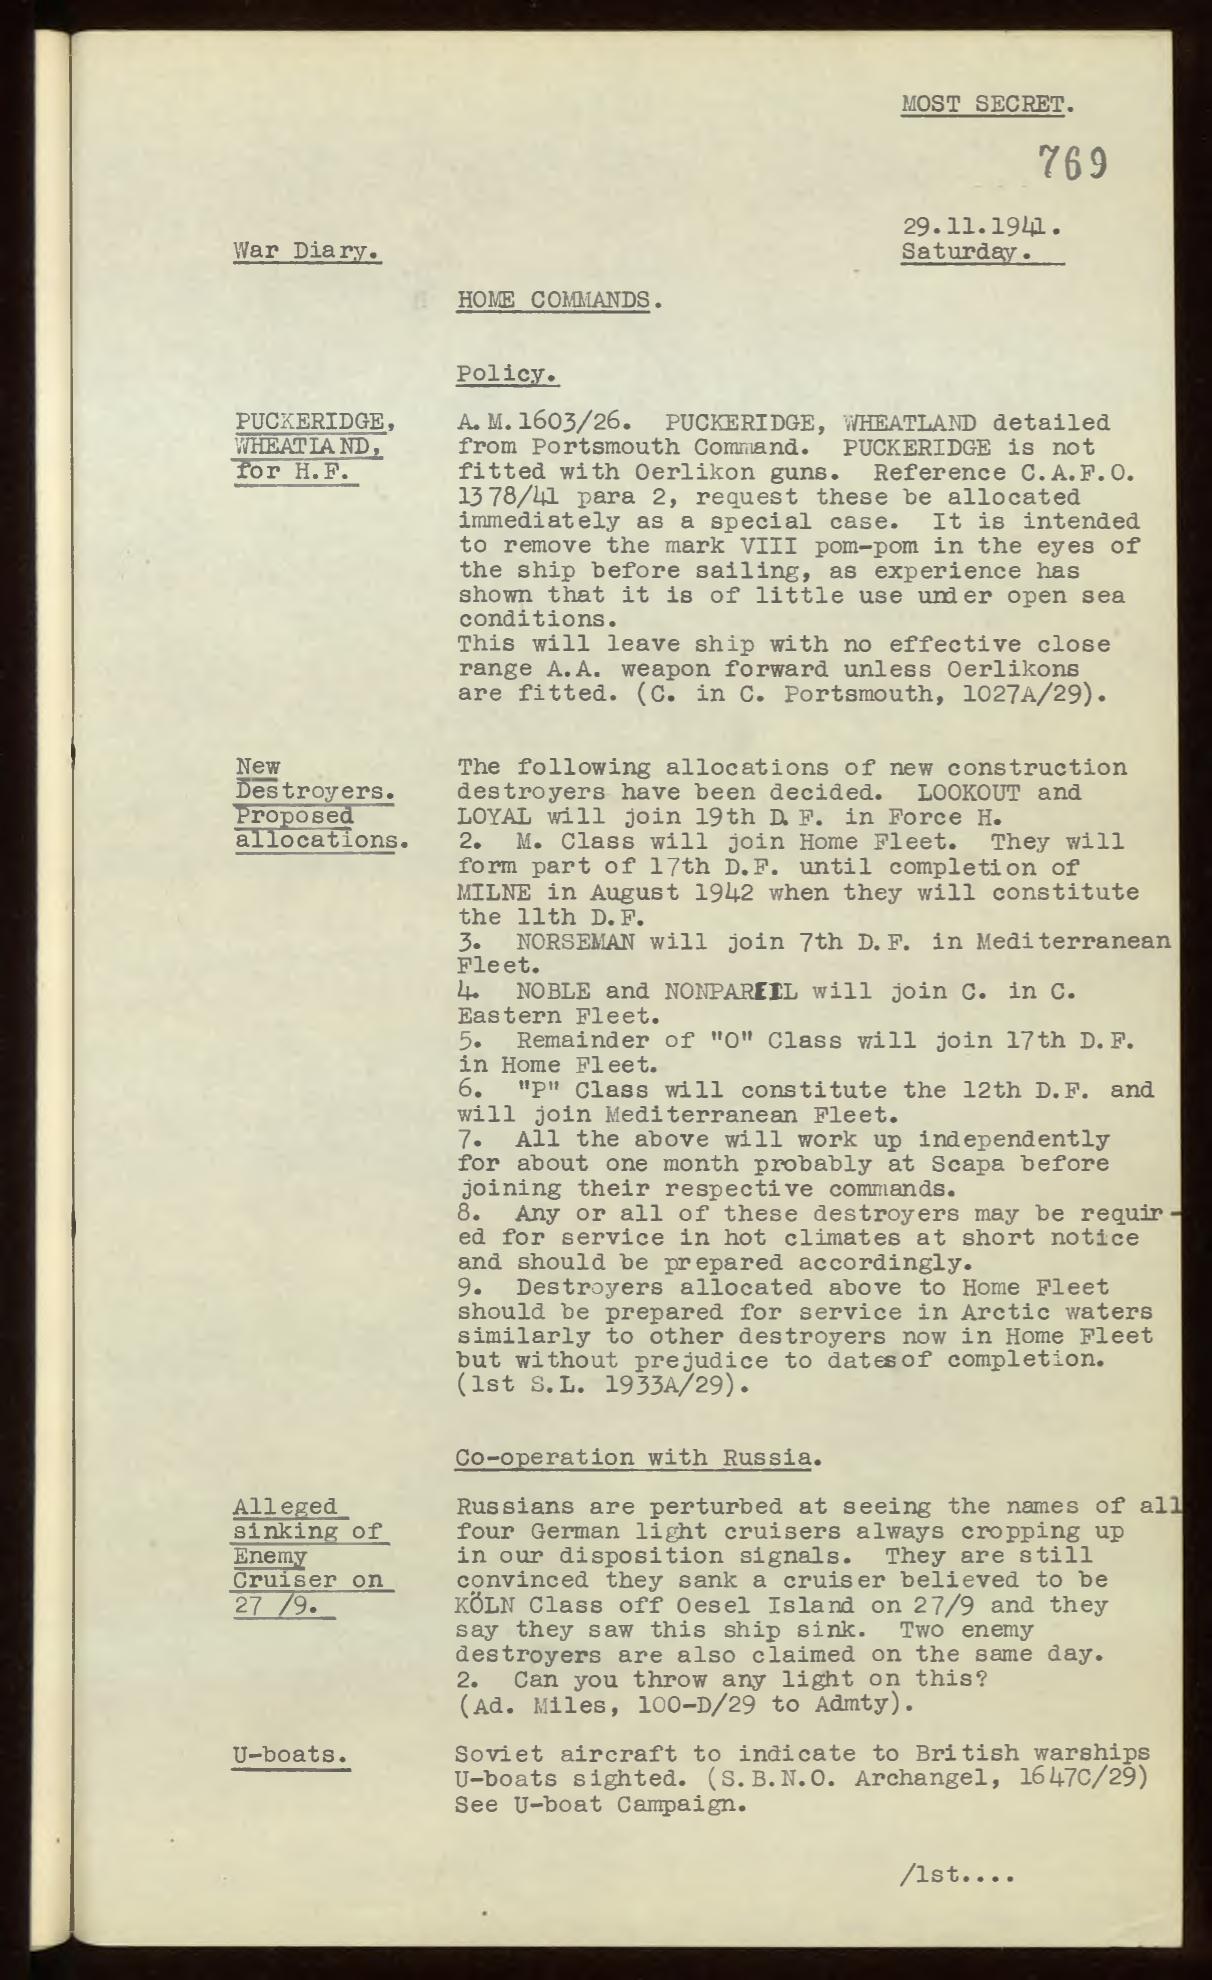 MOST SECRET.
769
29.11.1941.
War Diary.
Saturday.
HOME COMMANDS.
Policy.
PUCKERIDGE,
WHEATLAND,
for H.F.
A.M.1603/26. PUCKERIDGE, WHEATLAND detailed
from Portsmouth Command. PUCKERIDGE is not
fitted with Oerlikon guns. Reference C.A.F.O.
1378/41 para 2, request these be allocated
immediately as a special case. It is intended
to remove the mark VIII pom-pom in the eyes of
the ship before sailing, as experience has
shown that it is of little use under open sea
conditions.
This will leave ship with no effective close
range A.A. weapon forward unless Oerlikons
are fitted. (C. in C. Portsmouth, 1027A/29).
New
Destroyers.
Proposed
allocations.
The following allocations of new construction
destroyers have been decided. LOOKOUT and
LOYAL will join 19th D.F. in Force H.
2. M. Class will join Home Fleet. They will
form part of 17th D.F. until completion of
MILNE in August 1942 when they will constitute
the 11th D.F.
3. NORSEMAN will join 7th D.F. in Mediterranean
Fleet.
4. NOBLE and NONPAREIL will join C. in C.
Eastern Fleet.
5. Remainder of "O" Class will join 17th D.F.
in Home Fleet.
6. "P" Class will constitute the 12th D.F. and
will join Mediterranean Fleet.
7. All the above will work up independently
for about one month probably at Scapa before
joining their respective commands.
8. Any or all of these destroyers may be requir-
ed for service in hot climates at short notice
and should be prepared accordingly.
9. Destroyers allocated above to Home Fleet
should be prepared for service in Arctic waters
similarly to other destroyers now in Home Fleet
but without prejudice to dates of completion.
(1st S.L. 1933A/29).
Co-operation with Russia.
Alleged
sinking of
Enemy
Cruiser on
27 /9.
Russians are perturbed at seeing the names of all
four German light cruisers always cropping up
in our disposition signals. They are still
convinced they sank a cruiser believed to be
KÖLN Class off Oesel Island on 27/9 and they
say they saw this ship sink. Two enemy
destroyers are also claimed on the same day.
2. Can you throw any light on this?
(Ad. Miles, 100-D/29 to Admty).
U-boats.
Soviet aircraft to indicate to British warships
U-boats sighted. (S.B.N.O. Archangel, 1647C/29)
See U-boat Campaign.
/1st....